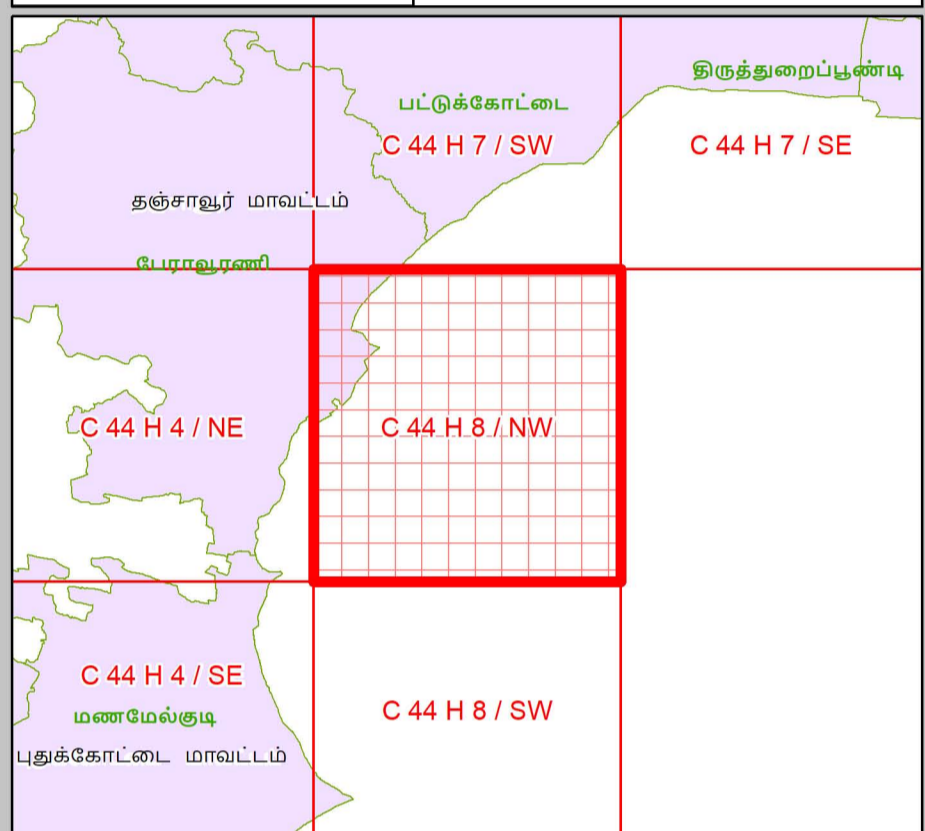 திருத்துறைப்பூண்டி
பட்டுக்கோட்டை
C 44 H 7 / SW
C 44 H 7 / SE
தஞ்சாவூர் மாவட்டம்
பேராவூரணி
C 44 H 4 / NE
C 44 H 8 / NW
C 44 H 4 / SE
C 44 H 8 / SW
மணமேல்குடி
புதுக்கோட்டை மாவட்டம்